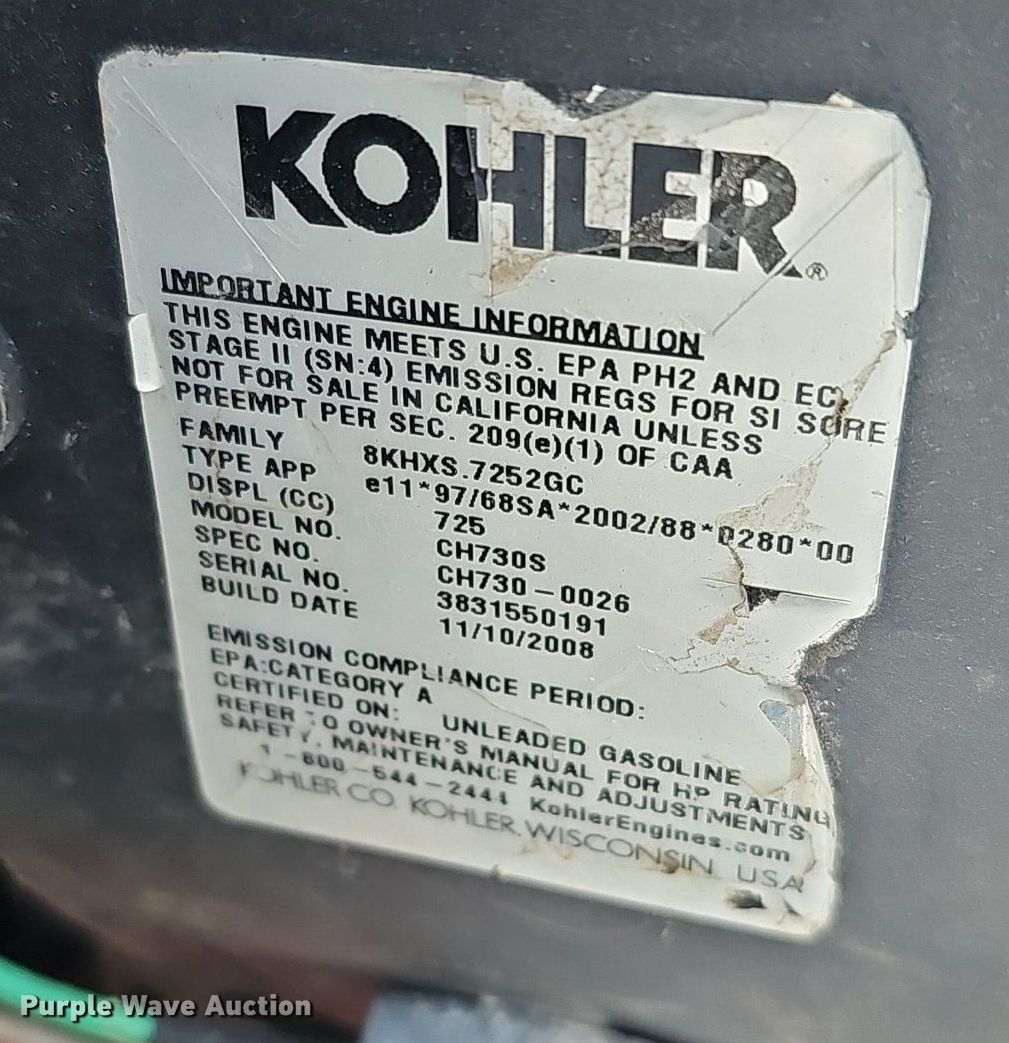 KOHLER®
IMPORTANT ENGINE INFORMATION
THIS ENGINE MEETS U.S. EPA PH2 AND EC
STAGE II (SN:4) EMISSION REGS FOR SI SORE
NOT FOR SALE IN CALIFORNIA UNLESS
PREEMPT PER SEC. 209(e)(1) OF CAA
FAMILY 8KHXS.7252GC
TYPE APP e11*97/68SA*2002/88*0280*00
DISPL (CC) 725
MODEL NO. CH730S
SPEC NO. CH730-0026
SERIAL NO. 3831550191
BUILD DATE 11/10/2008
EMISSION COMPLIANCE PERIOD:
EPA:CATEGORY A
CERTIFIED ON: UNLEADED GASOLINE
REFER TO OWNER'S MANUAL FOR HP RATING,
SAFETY, MAINTENANCE AND ADJUSTMENTS
1-800-544-2444 KohlerEngines.com
KOHLER CO. KOHLER, WISCONSIN USA
Purple Wave Auction